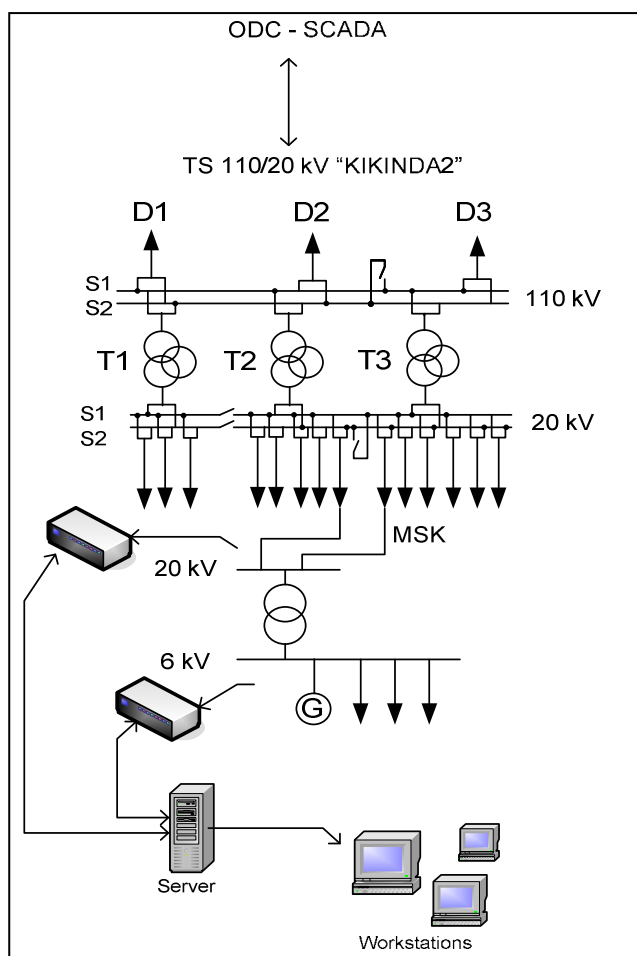 ODC - SCADA
TS 110/20 kV "KIKINDA2"
D1 D2 D3
S1
S2
110 kV
T1 T2 T3
S1
S2
20 kV
MSK
20 kV
6 kV
G
Server
Workstations